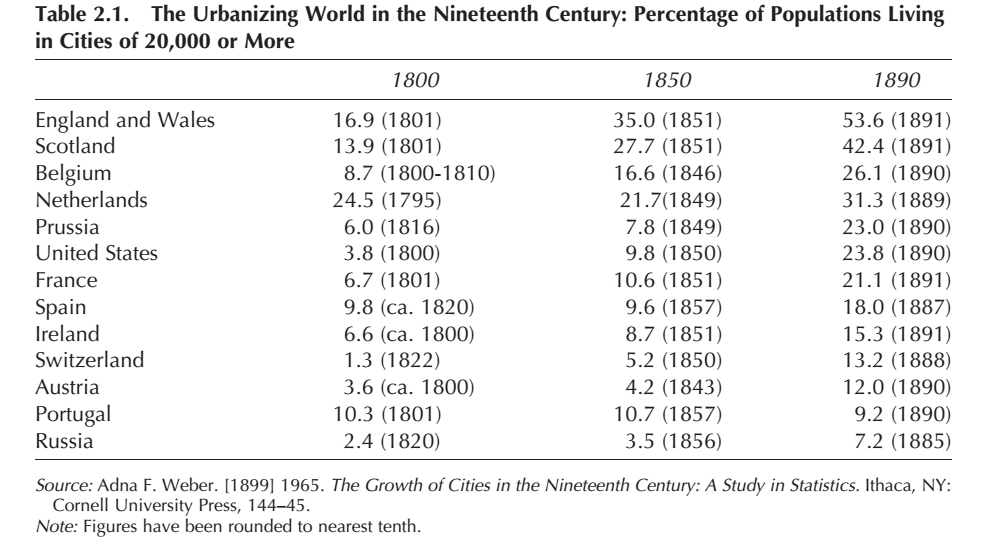 Table 2.1. The Urbanizing World in the Nineteenth Century: Percentage of Populations Living
in Cities of 20,000 or More
1800 1850 1890
England and Wales 16.9 (1801) 35.0 (1851) 53.6 (1891)
Scotland 13.9 (1801) 27.7 (1851) 42.4 (1891)
Belgium 8.7 (1800-1810) 16.6 (1846) 26.1 (1890)
Netherlands 24.5 (1795) 21.7(1849) 31.3 (1889)
Prussia 6.0 (1816) 7.8 (1849) 23.0 (1890)
United States 3.8 (1800) 9.8 (1850) 23.8 (1890)
France 6.7 (1801) 10.6 (1851) 21.1 (1891)
Spain 9.8 (ca. 1820) 9.6 (1857) 18.0 (1887)
Ireland 6.6 (ca. 1800) 8.7 (1851) 15.3 (1891)
Switzerland 1.3 (1822) 5.2 (1850) 13.2 (1888)
Austria 3.6 (ca. 1800) 4.2 (1843) 12.0 (1890)
Portugal 10.3 (1801) 10.7 (1857) 9.2 (1890)
Russia 2.4 (1820) 3.5 (1856) 7.2 (1885)
Source: Adna F. Weber. [1899] 1965. The Growth of Cities in the Nineteenth Century: A Study in Statistics. Ithaca, NY:
Cornell University Press, 144–45.
Note: Figures have been rounded to nearest tenth.